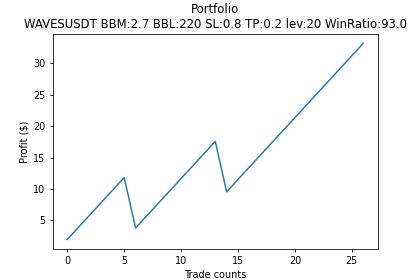 Portfolio
WAVESUSDT BBM:2.7 BBL:220 SL:0.8 TP:0.2 lev:20 WinRatio:93.0
Profit ($)
30
25
20
15
10
5
0 5 10 15 20 25
Trade counts